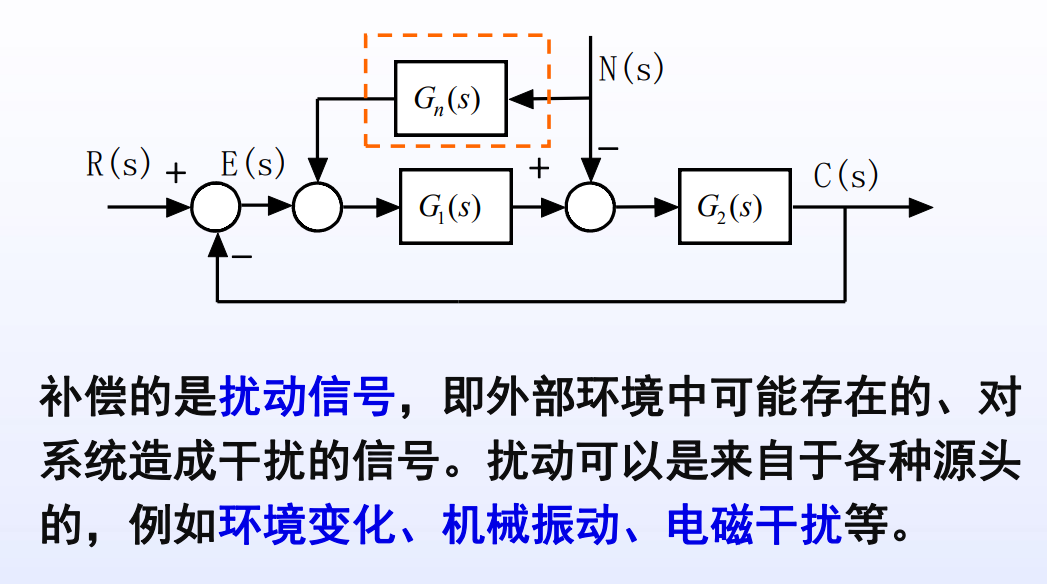 N(s)
Gn(s)
R(s) + E(s) + − C(s)
G1(s) G2(s)
−
补偿的是扰动信号，即外部环境中可能存在的、对
系统造成干扰的信号。扰动可以是来自于各种源头
的，例如环境变化、机械振动、电磁干扰等。